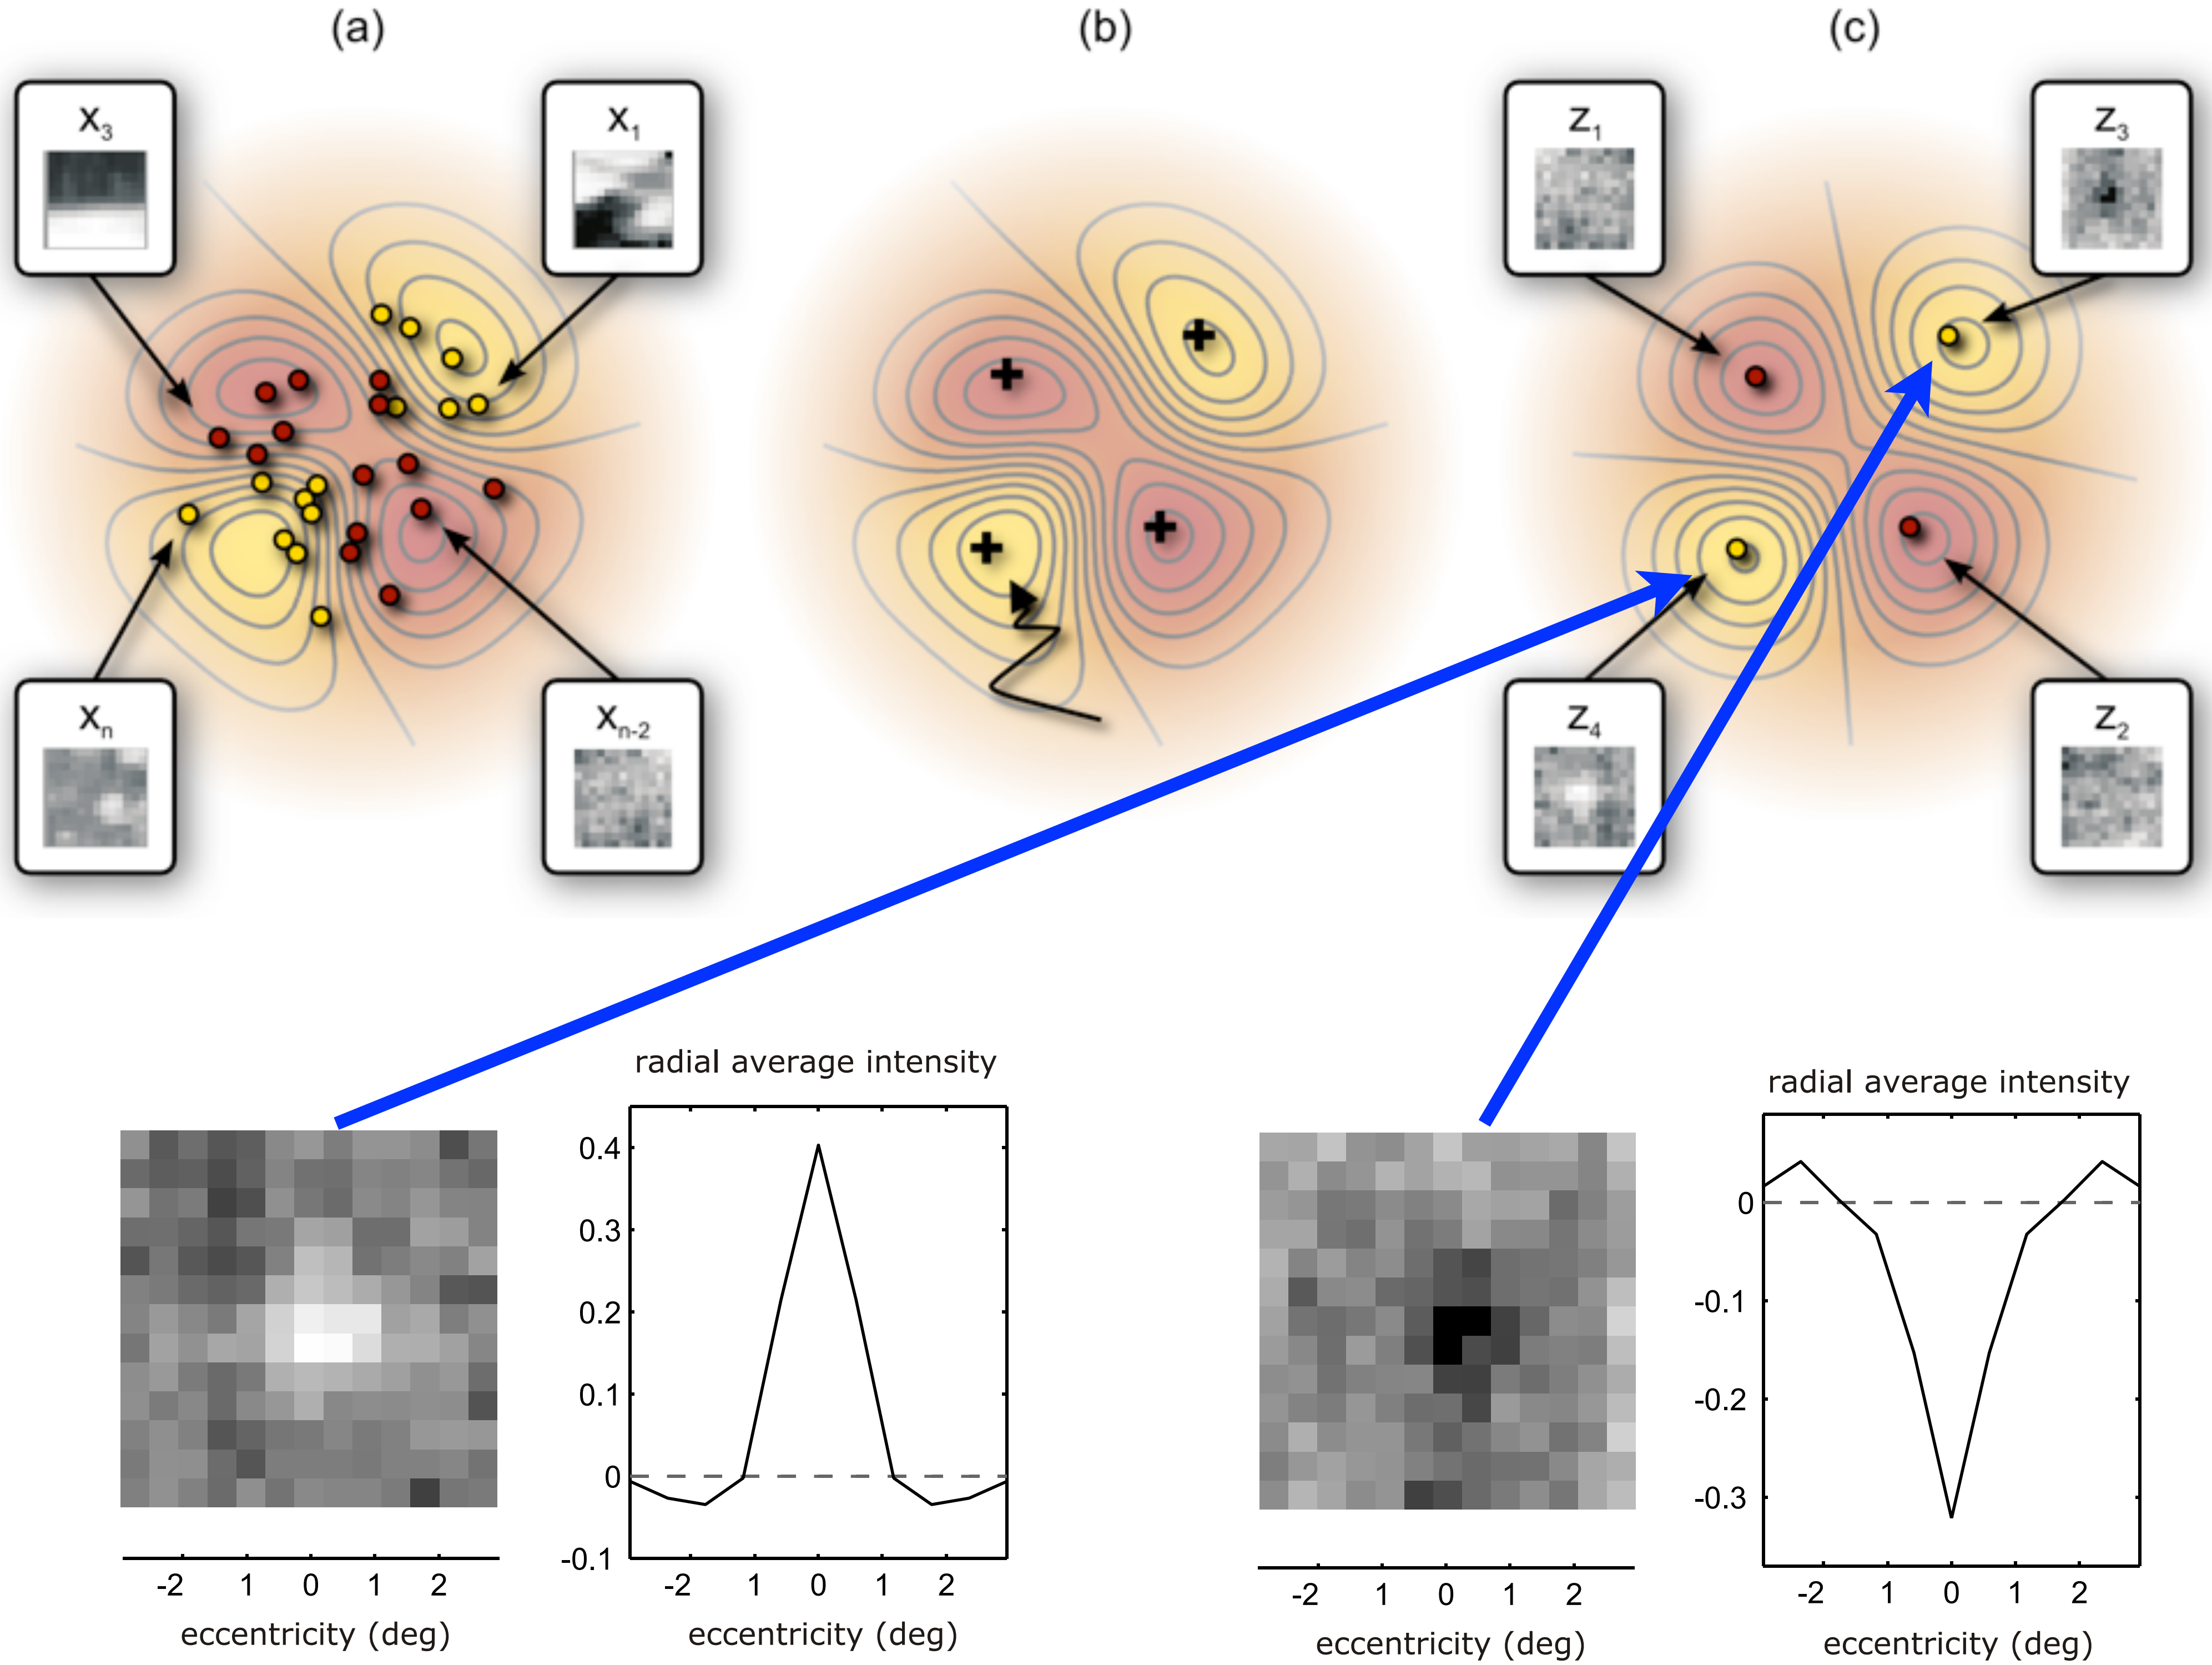 (a)
(b)
(c)
x3
x1
z1
z3
xn
xn-2
z4
z2
radial average intensity
radial average intensity
0.4
0.3
0.2
0.1
0
-0.1
0
-0.1
-0.2
-0.3
-2 1 0 1 2
-2 1 0 1 2
-2 1 0 1 2
-2 1 0 1 2
eccentricity (deg)
eccentricity (deg)
eccentricity (deg)
eccentricity (deg)